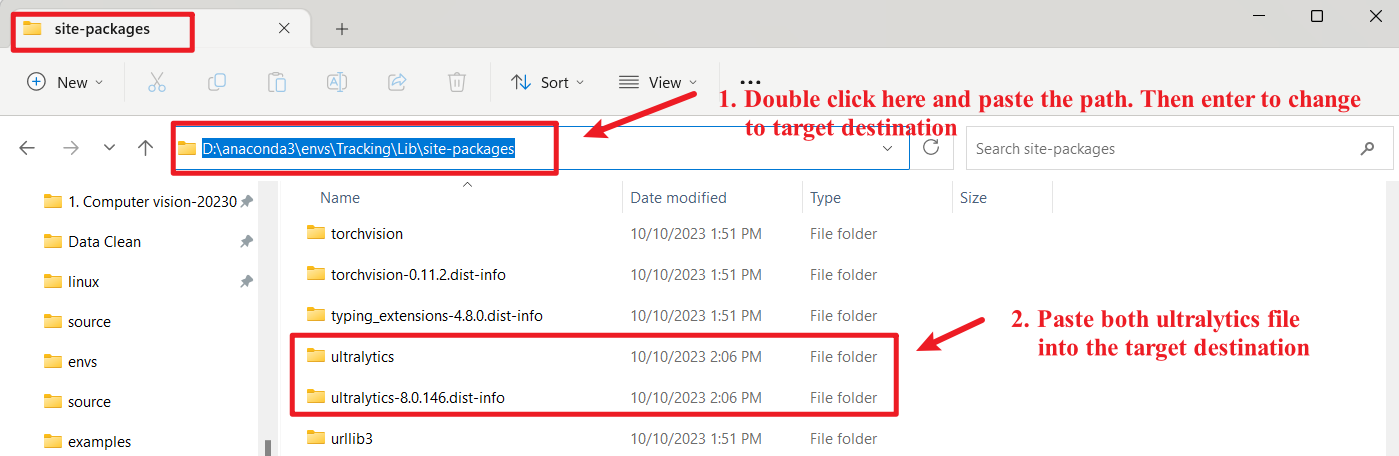 site-packages
New
Sort
View
1. Double click here and paste the path. Then enter to change
to target destination
D:\anaconda3\envs\Tracking\Lib\site-packages
Search site-packages
Name Date modified Type Size
1. Computer vision-20230
Data Clean
linux
source
envs
source
examples
torchvision 10/10/2023 1:51 PM File folder
torchvision-0.11.2.dist-info 10/10/2023 1:51 PM File folder
typing_extensions-4.8.0.dist-info 10/10/2023 1:51 PM File folder
ultralytics 10/10/2023 2:06 PM File folder
ultralytics-8.0.146.dist-info 10/10/2023 2:06 PM File folder
urllib3 10/10/2023 1:51 PM File folder
2. Paste both ultralytics file
into the target destination